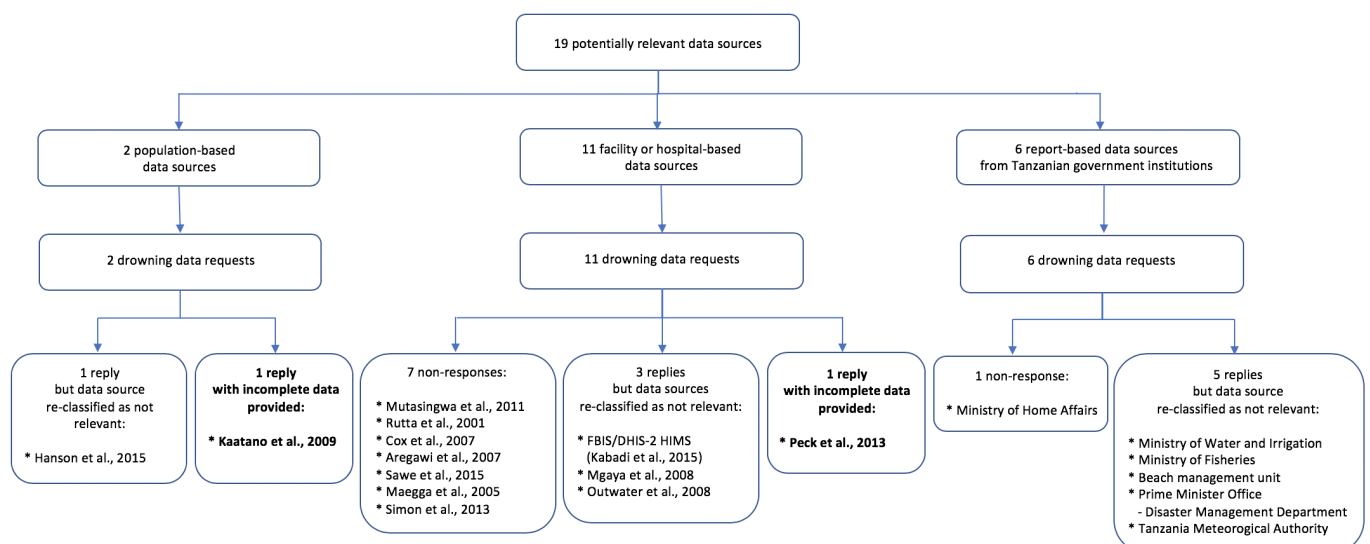 19 potentially relevant data sources
2 population-based
data sources
11 facility or hospital-based
data sources
6 report-based data sources
from Tanzanian government institutions
2 drowning data requests
11 drowning data requests
6 drowning data requests
1 reply
but data source
re-classified as not
relevant:
* Hanson et al., 2015
1 reply
with incomplete data
provided:
* Kaatano et al., 2009
7 non-responses:
* Mutasingwa et al., 2011
* Rutta et al., 2001
* Cox et al., 2007
* Aregawi et al., 2007
* Sawe et al., 2015
* Maegga et al., 2005
* Simon et al., 2013
3 replies
but data sources
re-classified as not relevant:
* FBIS/DHIS-2 HIMS
(Kabadi et al., 2015)
* Mgaya et al., 2008
* Outwater et al., 2008
1 reply
with incomplete data
provided:
* Peck et al., 2013
1 non-response:
* Ministry of Home Affairs
5 replies
but data source
re-classified as not relevant:
* Ministry of Water and Irrigation
* Ministry of Fisheries
* Beach management unit
* Prime Minister Office
- Disaster Management Department
* Tanzania Meteorogical Authority